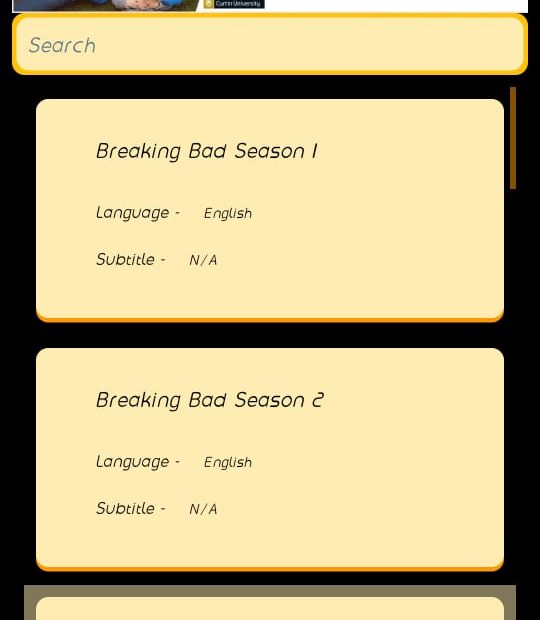 Curtin University
Search
Breaking Bad Season 1
Language - English
Subtitle - N/A
Breaking Bad Season 2
Language - English
Subtitle - N/A